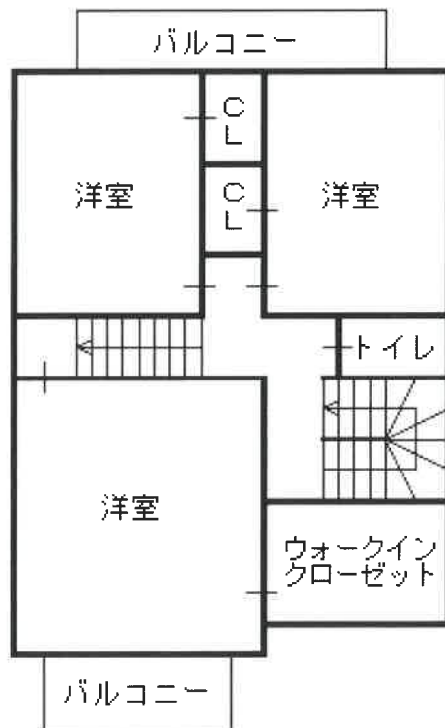 バルコニー
CL
洋室
CL
洋室
トイレ
洋室
ウォークイン
クローゼット
バルコニー